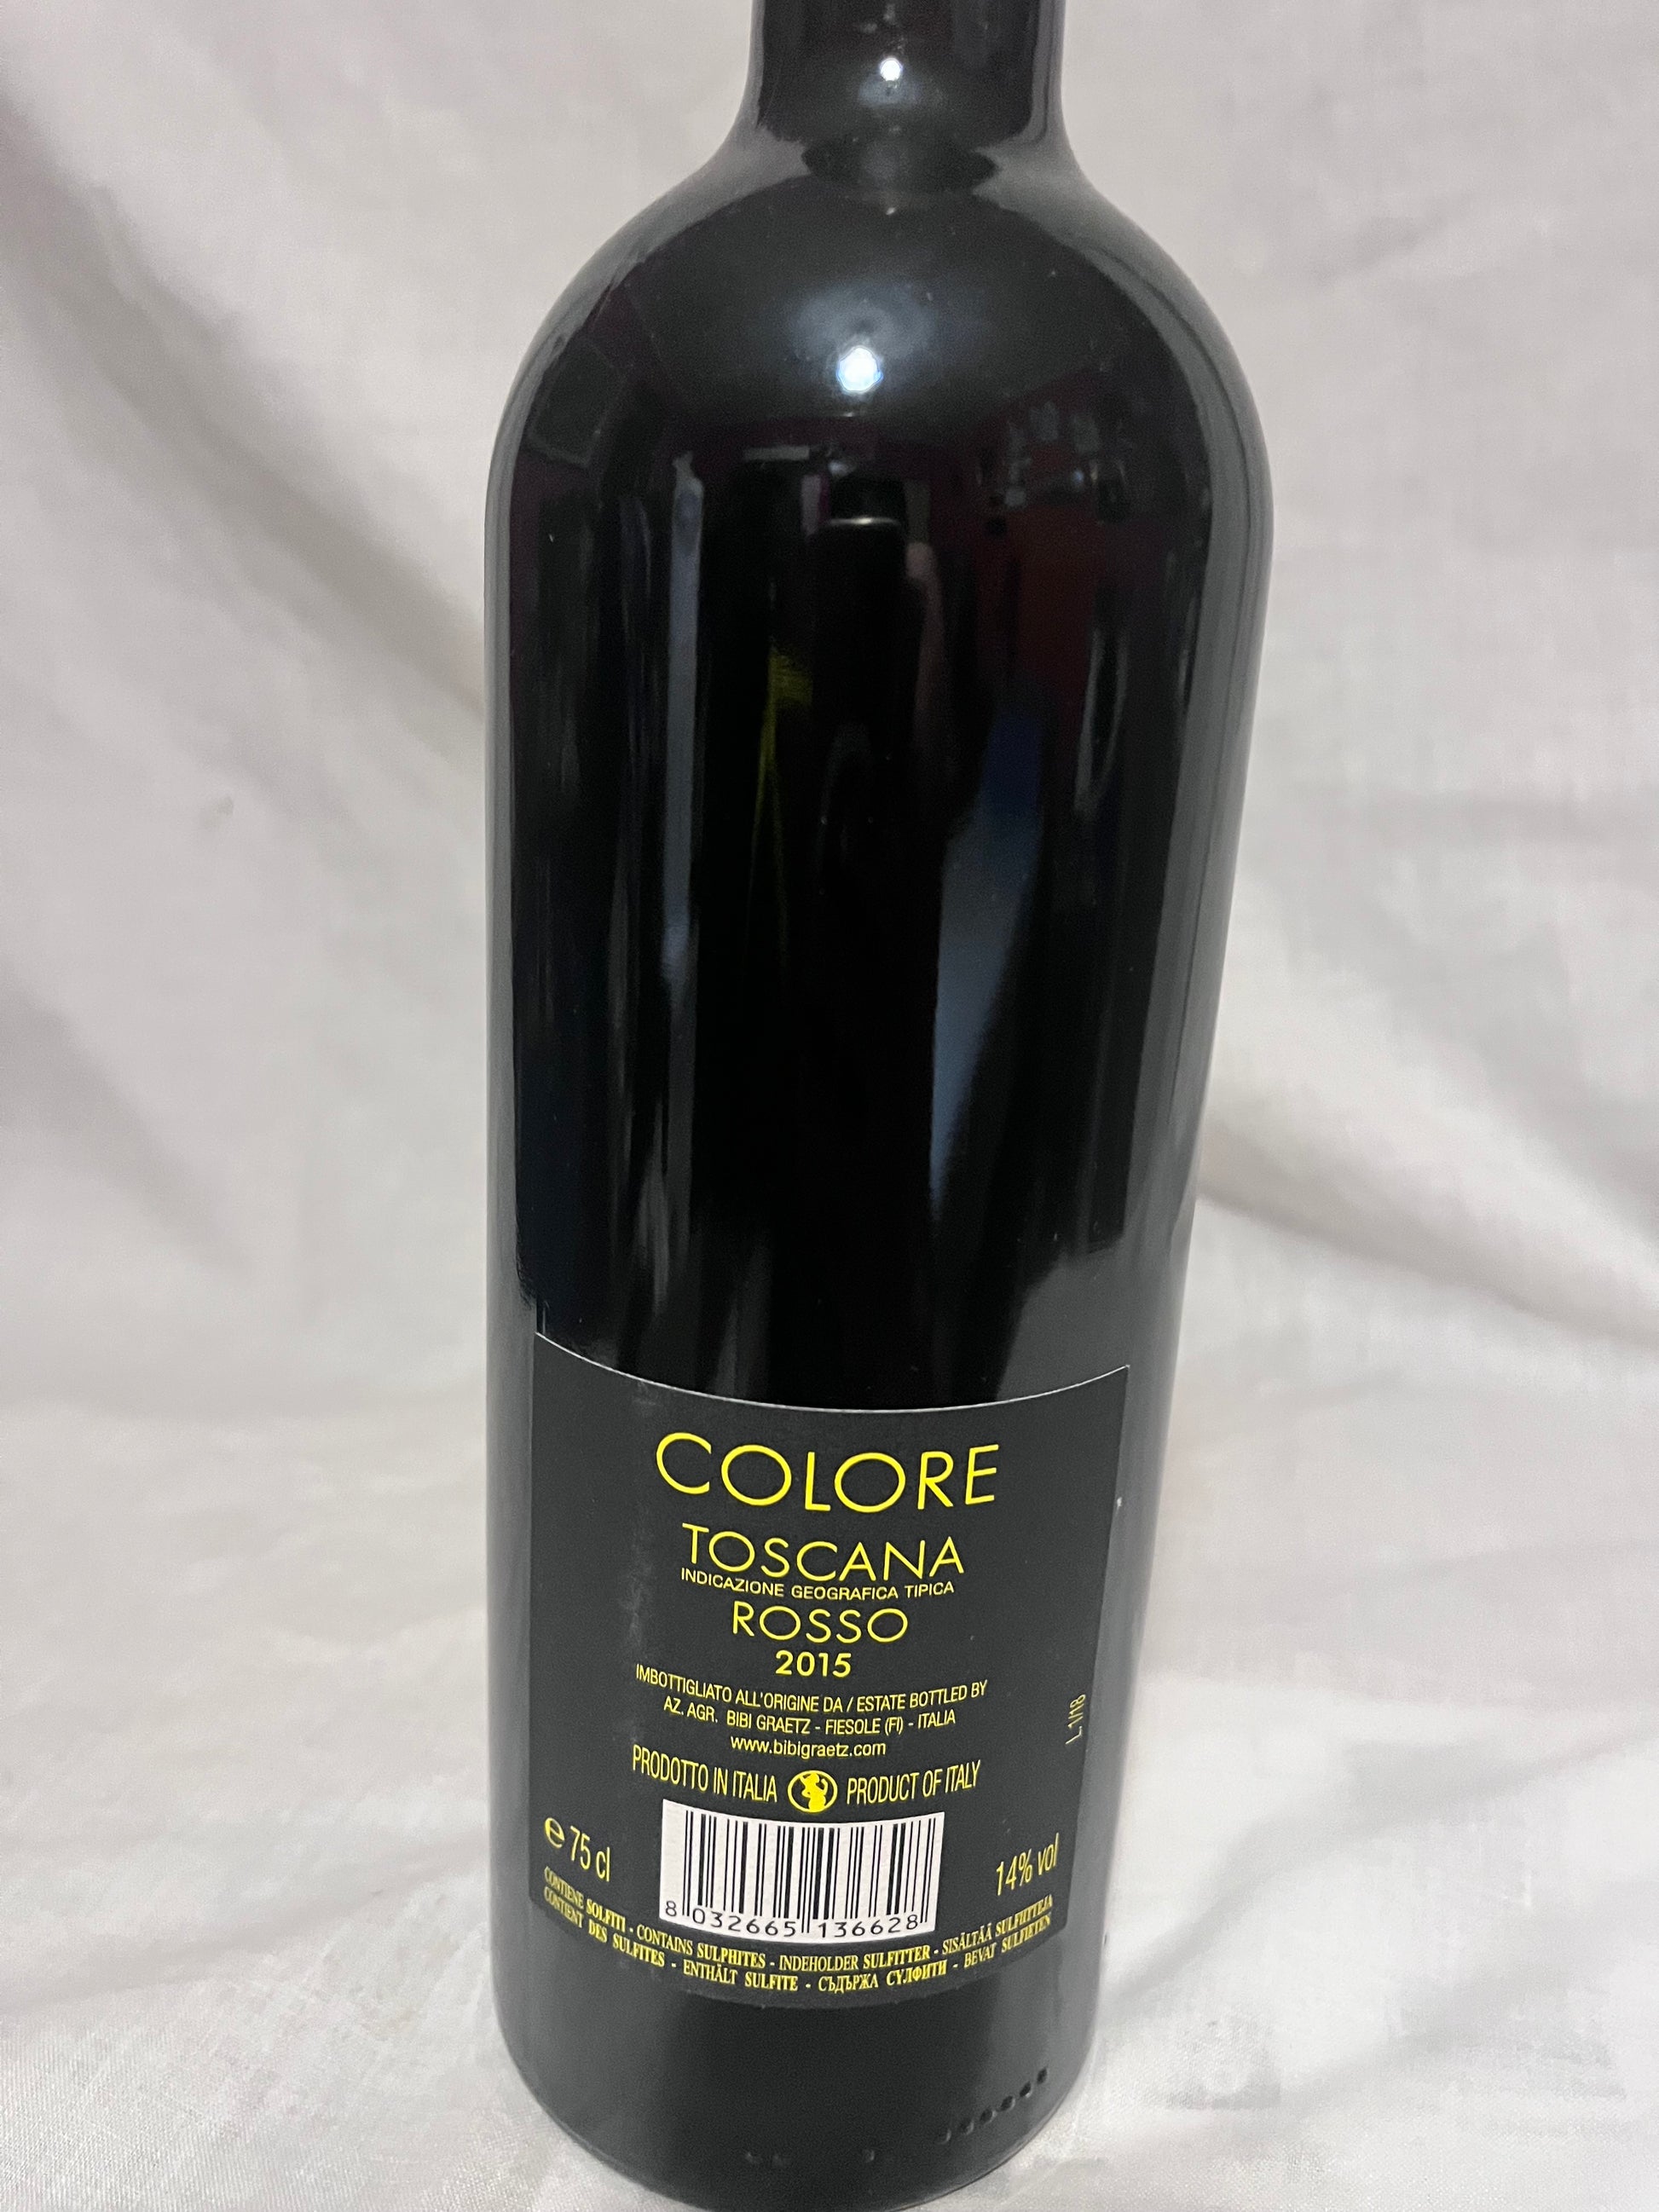 COLORE
TOSCANA
INDICAZIONE GEOGRAFICA TIPICA
ROSSO
2015
IMBOTTIGLIATO ALL'ORIGINE DA / ESTATE BOTTLED BY
AZ. AGR. BIBI GRAETZ - FIESOLE (FI) - ITALIA
www.bibigraetz.com
L.1/18
PRODOTTO IN ITALIA PRODUCT OF ITALY
e 75 cl
14% vol
8 032665 136628
CONTIENE SOLFITI - CONTAINS SULPHITES - INDEHOLDER SULFITTER - SISÄLTÄÄ SULFIITTEJA
CONTIENT DES SULFITES - ENTHÄLT SULFITE - СЪДЪРЖА СУЛФИТИ - BEVAT SULFIETEN